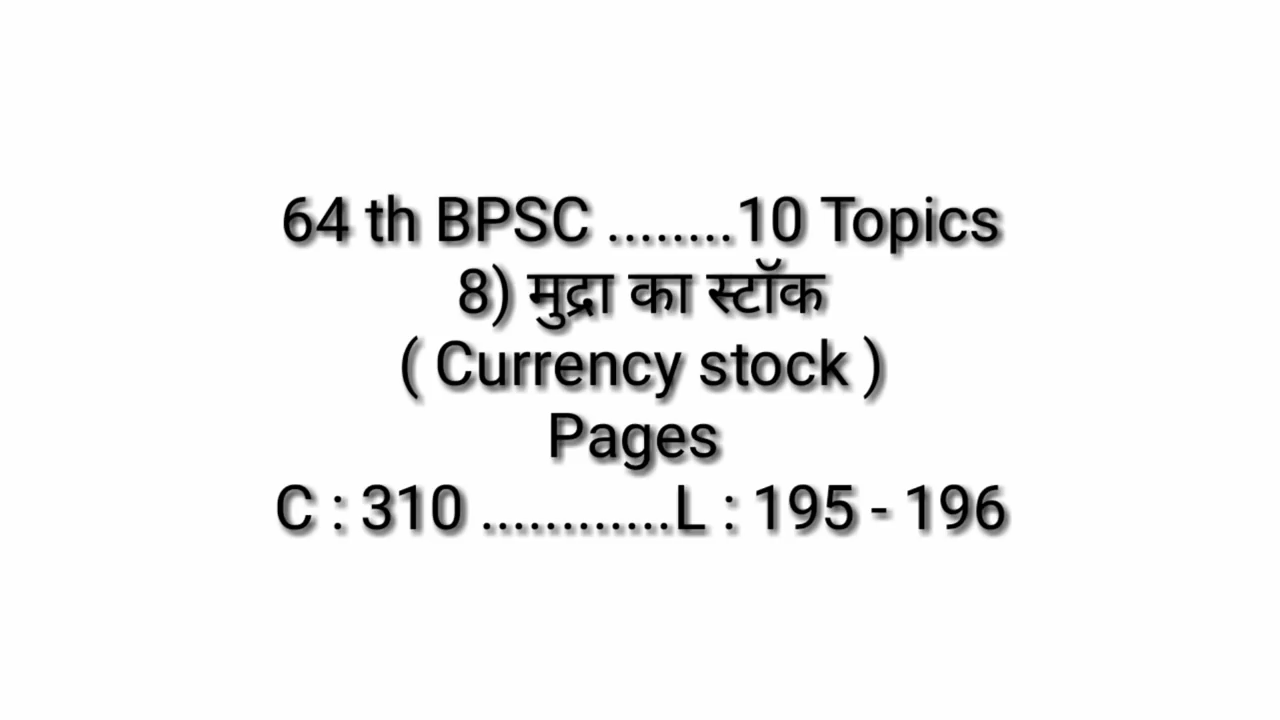 64 th BPSC ........10 Topics
8) मुद्रा का स्टॉक
( Currency stock )
Pages
C : 310 ............L : 195 - 196